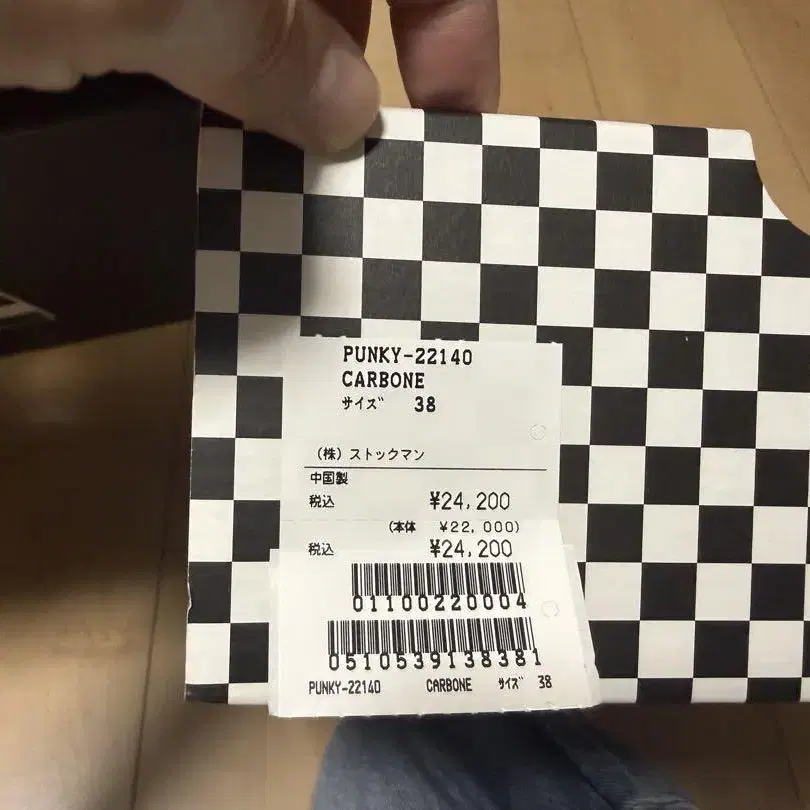 PUNKY-22140
CARBONE
サイズ 38
（株）ストックマン
中国製
税込 ¥24,200
(本体 ¥22,000)
税込 ¥24,200
01100220004
0510539138381
PUNKY-22140 CARBONE サイズ 38